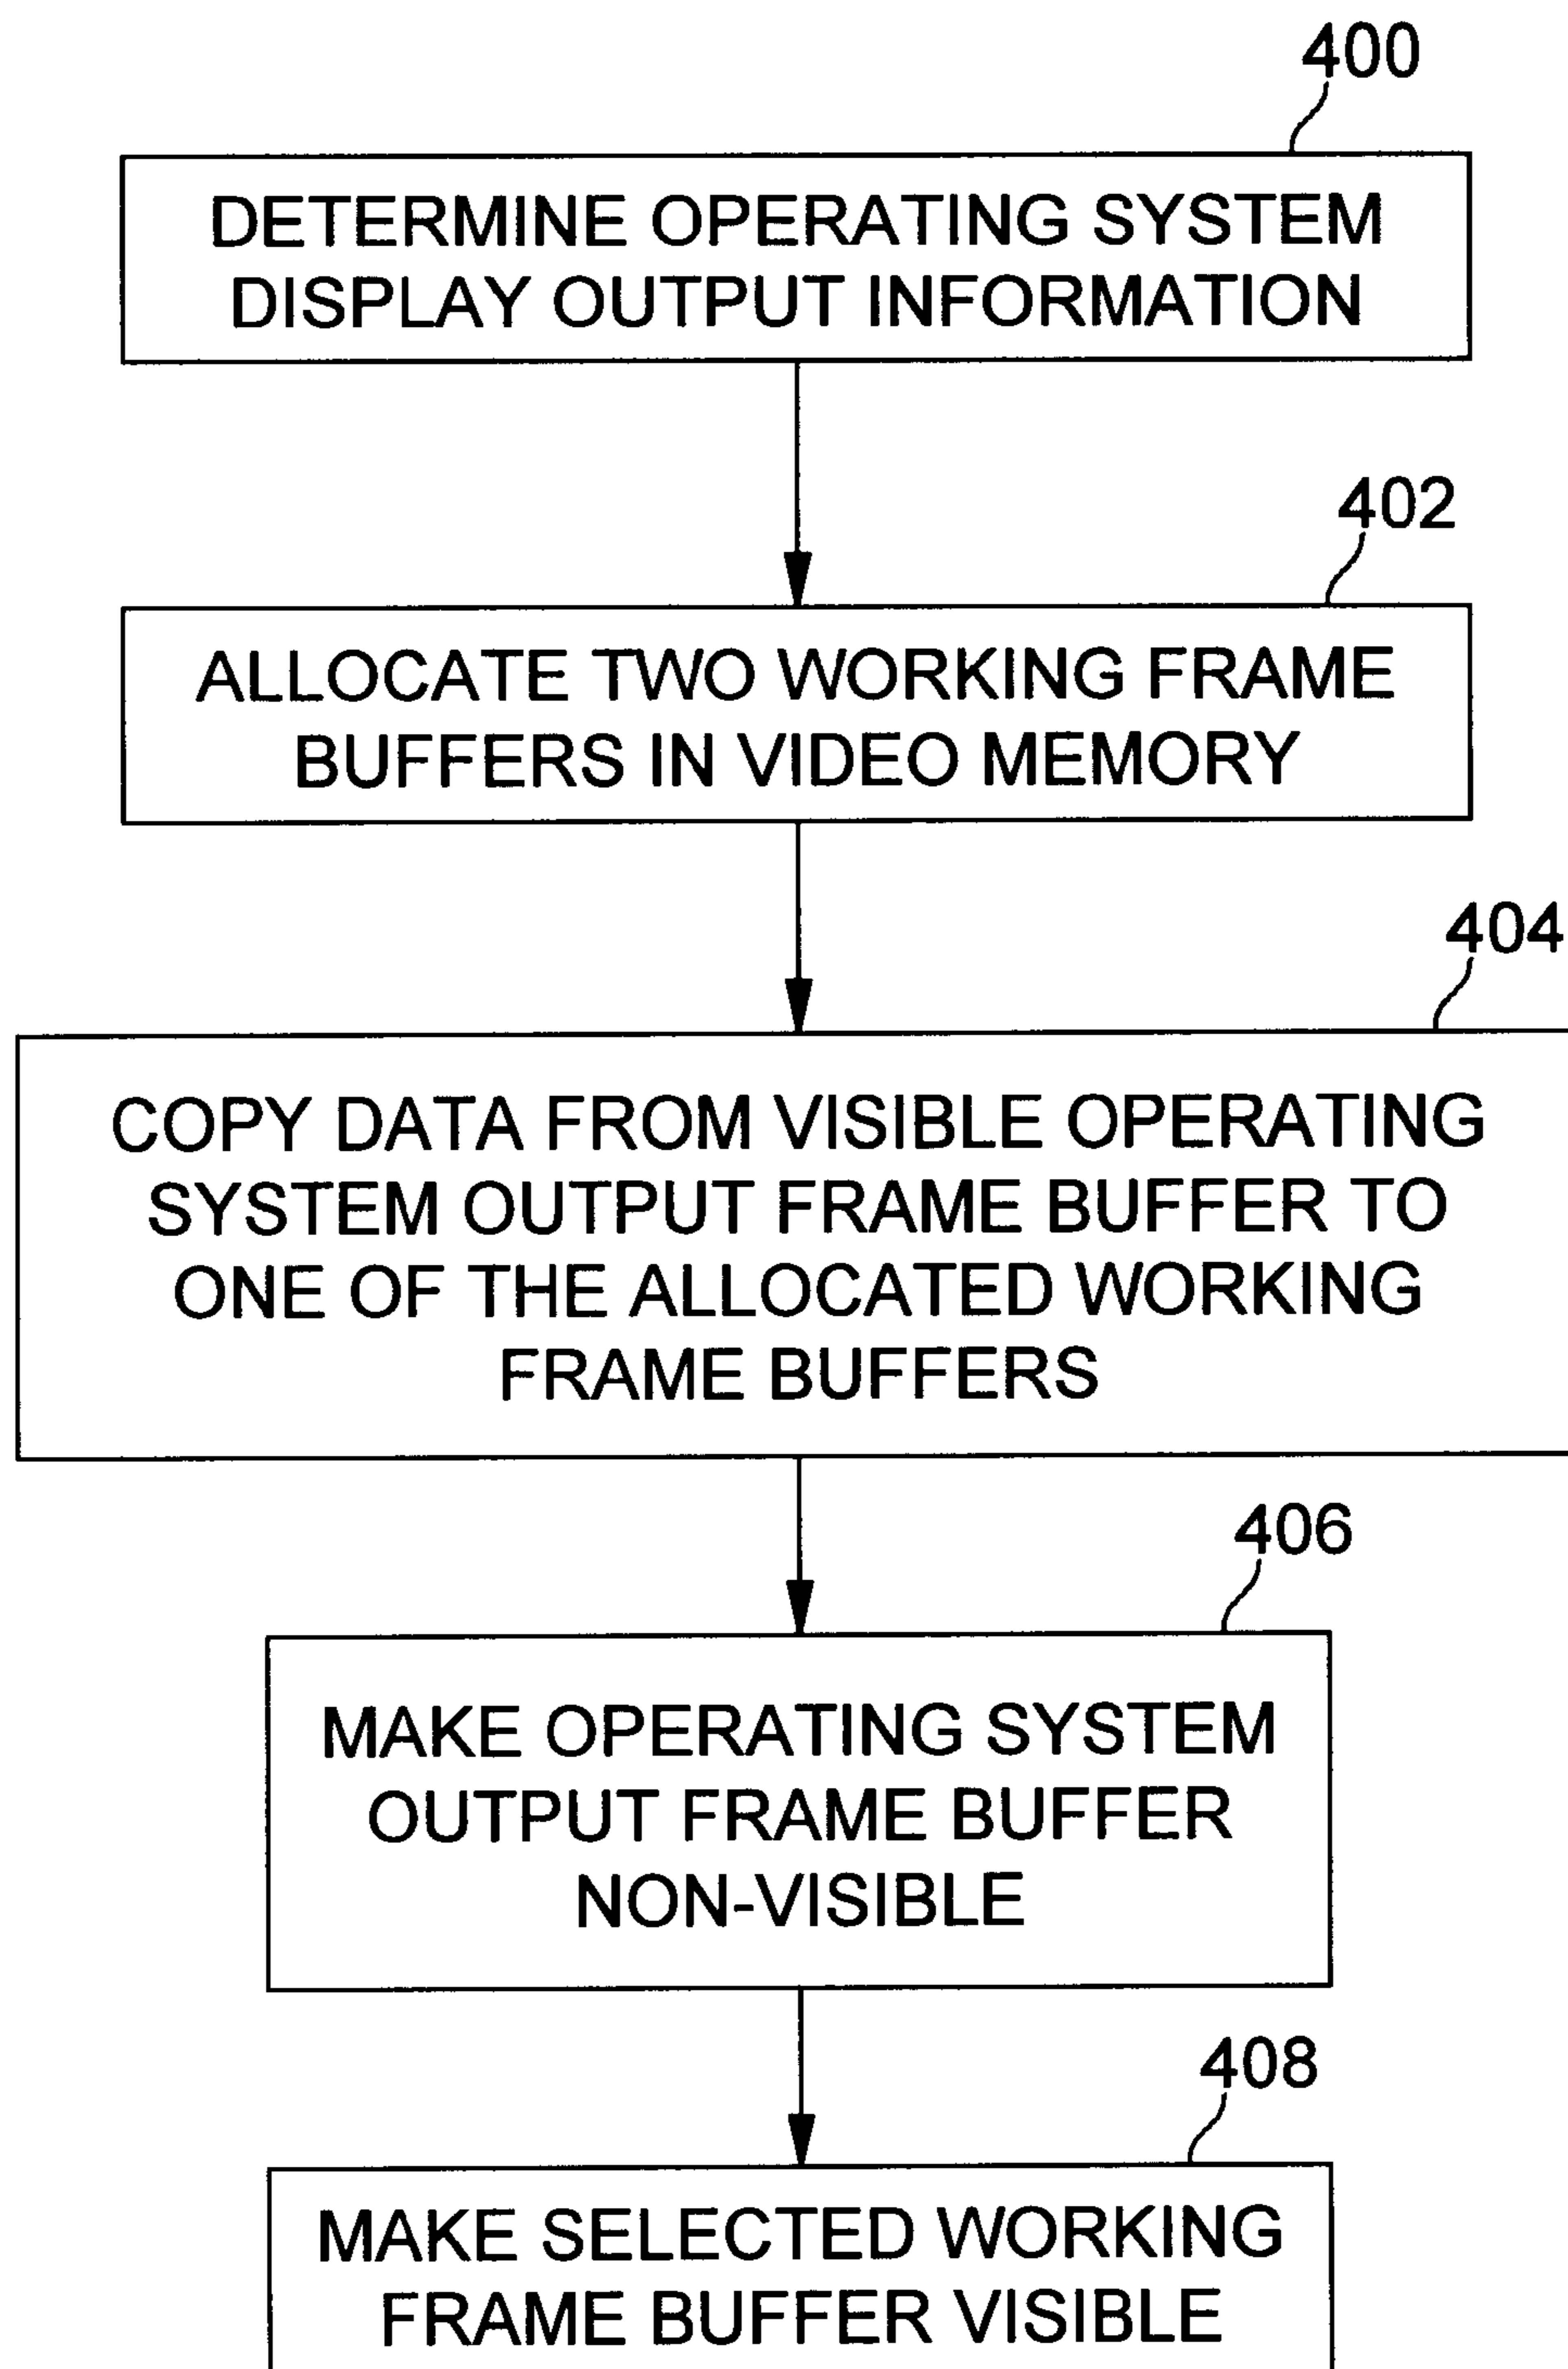 400
DETERMINE OPERATING SYSTEM
DISPLAY OUTPUT INFORMATION
402
ALLOCATE TWO WORKING FRAME
BUFFERS IN VIDEO MEMORY
404
COPY DATA FROM VISIBLE OPERATING
SYSTEM OUTPUT FRAME BUFFER TO
ONE OF THE ALLOCATED WORKING
FRAME BUFFERS
406
MAKE OPERATING SYSTEM
OUTPUT FRAME BUFFER
NON-VISIBLE
408
MAKE SELECTED WORKING
FRAME BUFFER VISIBLE